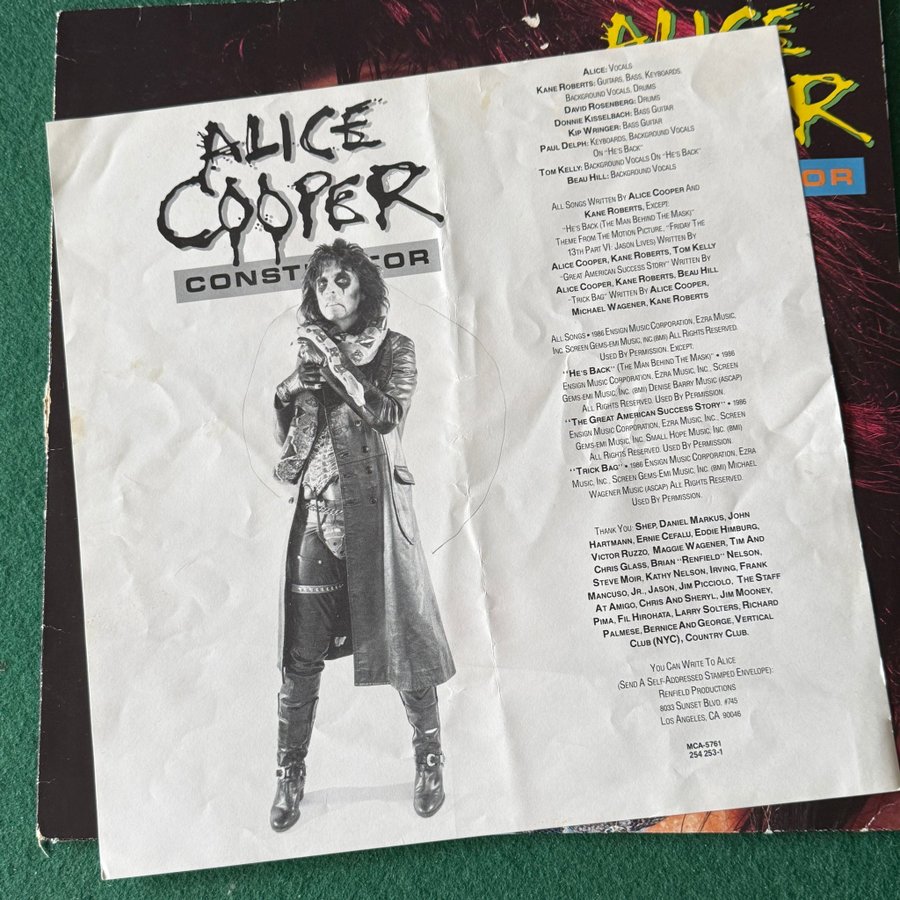 ALICE
OR
ALICE
COOPER
CONST TOR
ALICE: VOCALS
KANE ROBERTS: GUITARS, BASS, KEYBOARDS,
BACKGROUND VOCALS, DRUMS
DAVID ROSENBERG: DRUMS
DONNIE KISSELBACH: BASS GUITAR
KIP WRINGER: BASS GUITAR
PAUL DELPH: KEYBOARDS, BACKGROUND VOCALS
ON "HE'S BACK"
TOM KELLY: BACKGROUND VOCALS ON "HE'S BACK"
BEAU HILL: BACKGROUND VOCALS
ALL SONGS WRITTEN BY ALICE COOPER AND
KANE ROBERTS, EXCEPT:
"HE'S BACK (THE MAN BEHIND THE MASK)"
THEME FROM THE MOTION PICTURE, "FRIDAY THE
13TH PART VI: JASON LIVES) WRITTEN BY
ALICE COOPER, KANE ROBERTS, TOM KELLY
"GREAT AMERICAN SUCCESS STORY" WRITTEN BY
ALICE COOPER, KANE ROBERTS, BEAU HILL
"TRICK BAG" WRITTEN BY ALICE COOPER,
MICHAEL WAGENER, KANE ROBERTS
ALL SONGS • 1986 ENSIGN MUSIC CORPORATION, EZRA MUSIC,
INC. SCREEN GEMS-EMI MUSIC, INC.(BMI) ALL RIGHTS RESERVED.
USED BY PERMISSION. EXCEPT:
"HE'S BACK" (THE MAN BEHIND THE MASK)" • 1986
ENSIGN MUSIC CORPORATION, EZRA MUSIC, INC., SCREEN
GEMS-EMI MUSIC, INC. (BMI) DENISE BARRY MUSIC (ASCAP)
ALL RIGHTS RESERVED. USED BY PERMISSION.
"THE GREAT AMERICAN SUCCESS STORY" • 1986
ENSIGN MUSIC CORPORATION, EZRA MUSIC, INC., SCREEN
GEMS-EMI MUSIC, INC. SMALL HOPE MUSIC, INC. (BMI)
ALL RIGHTS RESERVED. USED BY PERMISSION.
"TRICK BAG" • 1986 ENSIGN MUSIC CORPORATION, EZRA
MUSIC, INC., SCREEN GEMS-EMI MUSIC, INC. (BMI) MICHAEL
WAGENER MUSIC (ASCAP) ALL RIGHTS RESERVED.
USED BY PERMISSION.
THANK YOU: SHEP, DANIEL MARKUS, JOHN
HARTMANN, ERNIE CEFALU, EDDIE HIMBURG,
VICTOR RUZZO, MAGGIE WAGENER, TIM AND
CHRIS GLASS, BRIAN "RENFIELD" NELSON,
STEVE MOIR, KATHY NELSON, IRVING, FRANK
MANCUSO, JR., JASON, JIM PICCIOLO, THE STAFF
AT AMIGO, CHRIS AND SHERYL, JIM MOONEY,
PIMA, FIL HIROHATA, LARRY SOLTERS, RICHARD
PALMESE, BERNICE AND GEORGE, VERTICAL
CLUB (NYC), COUNTRY CLUB.
YOU CAN WRITE TO ALICE
(SEND A SELF-ADDRESSED STAMPED ENVELOPE):
RENFIELD PRODUCTIONS
8033 SUNSET BLVD. #745
LOS ANGELES, CA 90046
MCA-5761
254 253-1